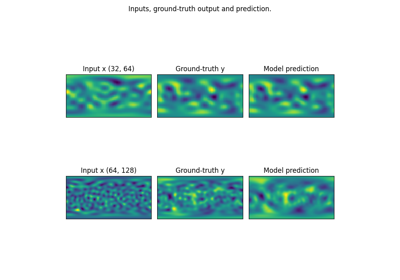 Inputs, ground-truth output and prediction.
Input x (32, 64) Ground-truth y Model prediction
Input x (64, 128) Ground-truth y Model prediction